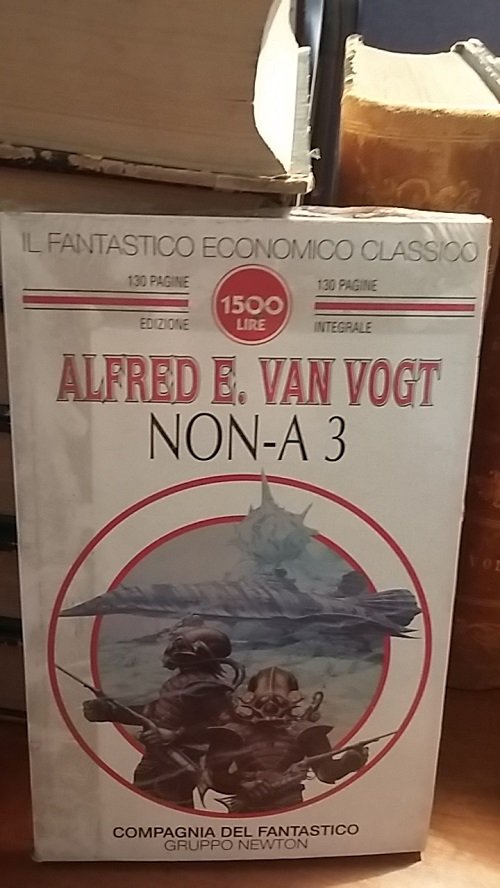 IL FANTASTICO ECONOMICO CLASSICO
130 PAGINE
130 PAGINE
1500
LIRE
EDIZIONE
INTEGRALE
ALFRED E. VAN VOGT
NON-A 3
COMPAGNIA DEL FANTASTICO
GRUPPO NEWTON